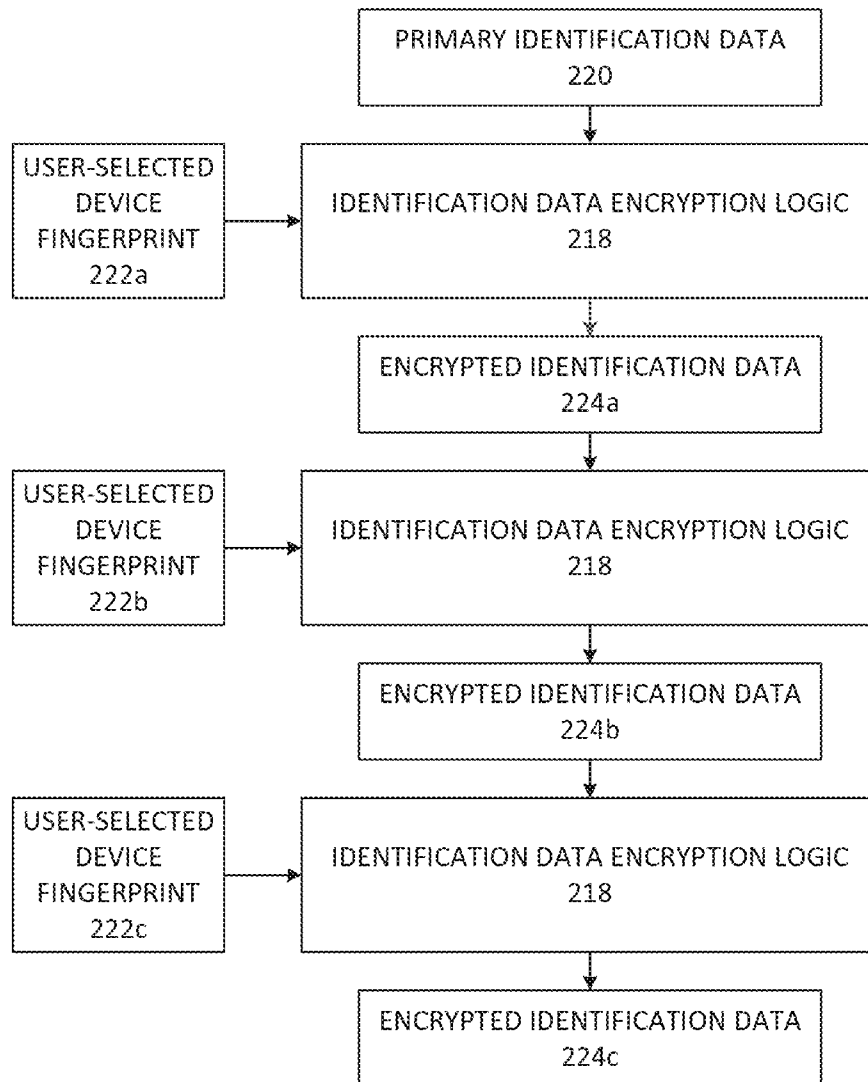 PRIMARY IDENTIFICATION DATA
220
USER-SELECTED
DEVICE
FINGERPRINT
222a
IDENTIFICATION DATA ENCRYPTION LOGIC
218
ENCRYPTED IDENTIFICATION DATA
224a
USER-SELECTED
DEVICE
FINGERPRINT
222b
IDENTIFICATION DATA ENCRYPTION LOGIC
218
ENCRYPTED IDENTIFICATION DATA
224b
USER-SELECTED
DEVICE
FINGERPRINT
222c
IDENTIFICATION DATA ENCRYPTION LOGIC
218
ENCRYPTED IDENTIFICATION DATA
224c